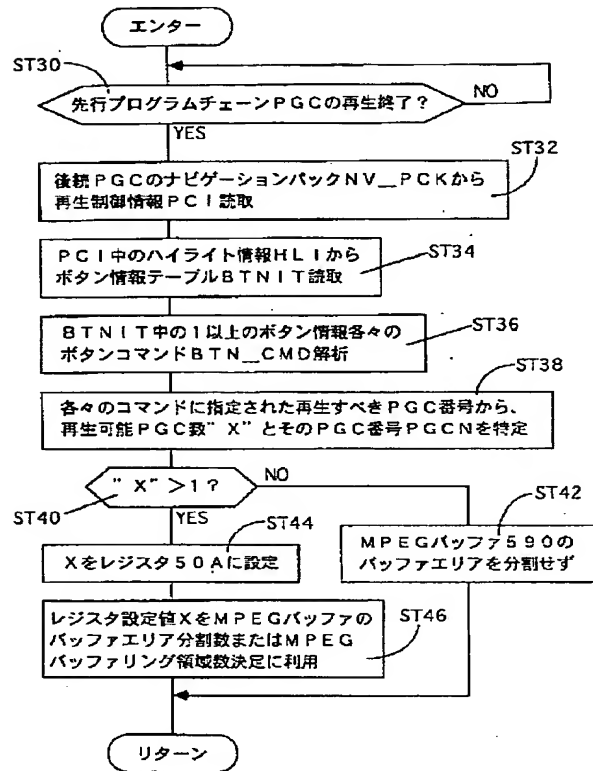 エンター
ST30
先行プログラムチェーンPGCの再生終了?
NO
YES
後続PGCのナビゲーションパックNV__PCKから
再生制御情報PCI読取
ST32
PCI中のハイライト情報HLIから
ボタン情報テーブルBTNIT読取
ST34
BTNIT中の1以上のボタン情報各々の
ボタンコマンドBTN__CMD解析
ST36
ST38
各々のコマンドに指定された再生すべきPGC番号から、
再生可能PGC数"X"とそのPGC番号PGCNを特定
"X">1?
NO
ST40
YES
ST42
ST44
Xをレジスタ50Aに設定
MPEGバッファ590の
バッファエリアを分割せず
レジスタ設定値XをMPEGバッファの
バッファエリア分割数またはMPEG
バッファリング領域数決定に利用
ST46
リターン